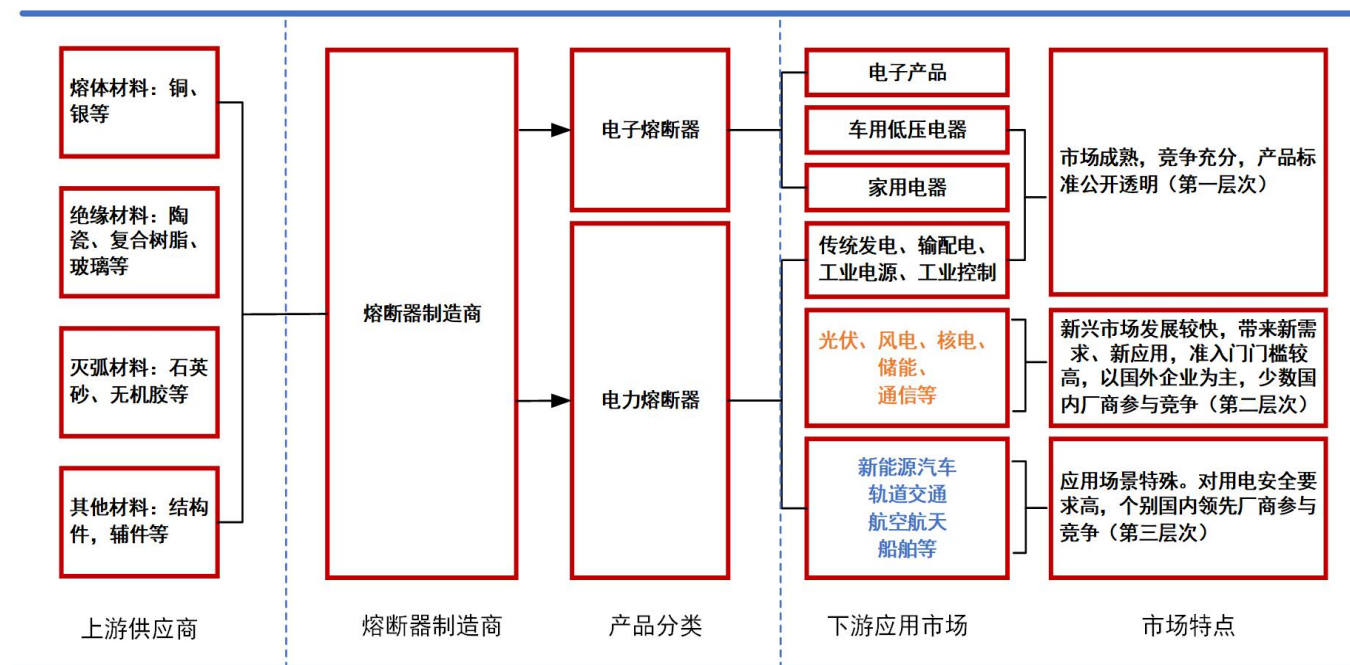 熔体材料：铜、
银等
绝缘材料：陶
瓷、复合树脂、
玻璃等
灭弧材料：石英
砂、无机胶等
其他材料：结构
件，辅件等
熔断器制造商
电子熔断器
电力熔断器
电子产品
车用低压电器
家用电器
传统发电、输配电、
工业电源、工业控制
光伏、风电、核电、
储能、
通信等
新能源汽车
轨道交通
航空航天
船舶等
市场成熟，竞争充分，产品标
准公开透明（第一层次）
新兴市场发展较快，带来新需
求、新应用，准入门门槛较
高，以国外企业为主，少数国
内厂商参与竞争（第二层次）
应用场景特殊。对用电安全要
求高，个别国内领先厂商参与
竞争（第三层次）
上游供应商
熔断器制造商
产品分类
下游应用市场
市场特点